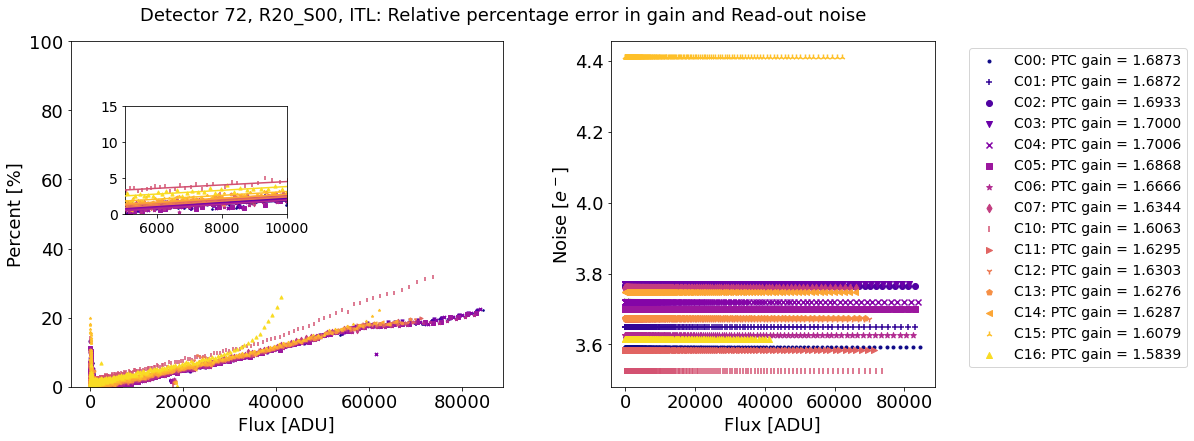 Detector 72, R20_S00, ITL: Relative percentage error in gain and Read-out noise
100
80
60
40
20
0
Percent [%]
15
10
5
0
6000 8000 10000
0 20000 40000 60000 80000
Flux [ADU]
4.4
4.2
4.0
3.8
3.6
Noise [e⁻]
0 20000 40000 60000 80000
Flux [ADU]
C00: PTC gain = 1.6873
C01: PTC gain = 1.6872
C02: PTC gain = 1.6933
C03: PTC gain = 1.7000
C04: PTC gain = 1.7006
C05: PTC gain = 1.6868
C06: PTC gain = 1.6666
C07: PTC gain = 1.6344
C10: PTC gain = 1.6063
C11: PTC gain = 1.6295
C12: PTC gain = 1.6303
C13: PTC gain = 1.6276
C14: PTC gain = 1.6287
C15: PTC gain = 1.6079
C16: PTC gain = 1.5839